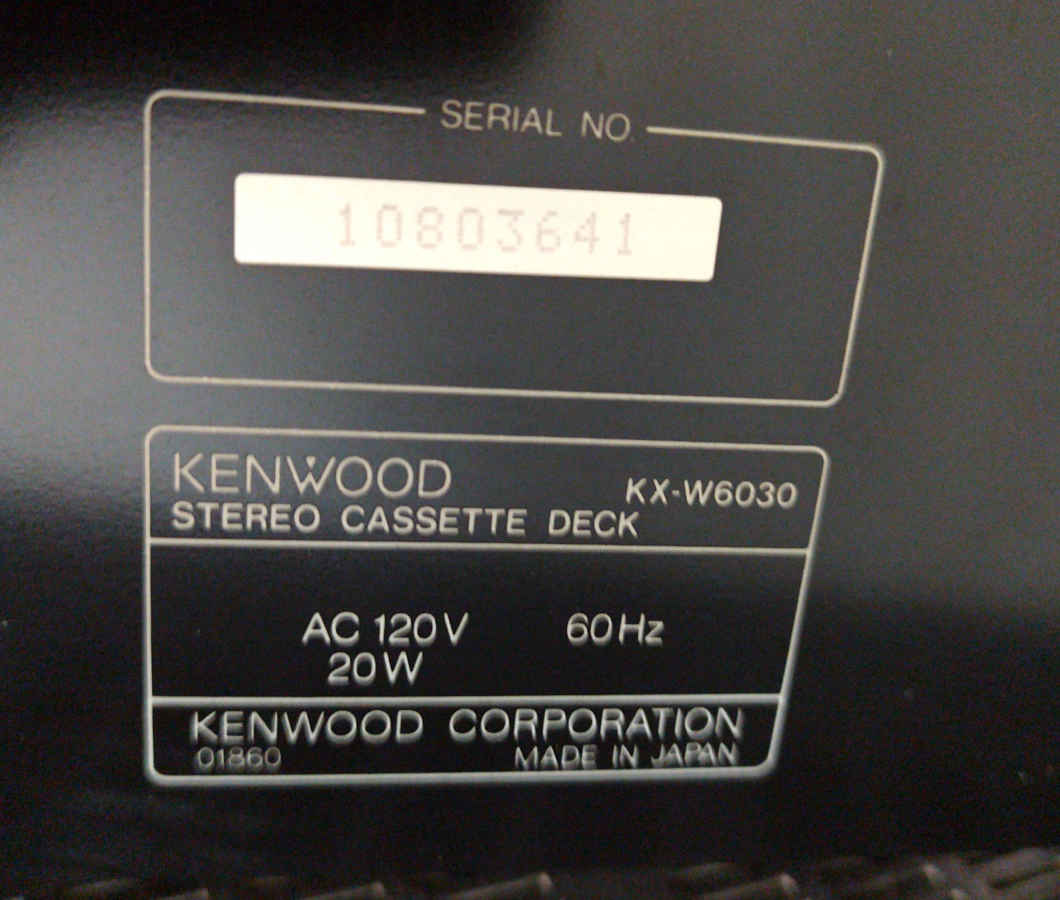 SERIAL NO.
10803641
KENWOOD KX-W6030
STEREO CASSETTE DECK
AC 120V 60Hz
20W
KENWOOD CORPORATION
01860 MADE IN JAPAN